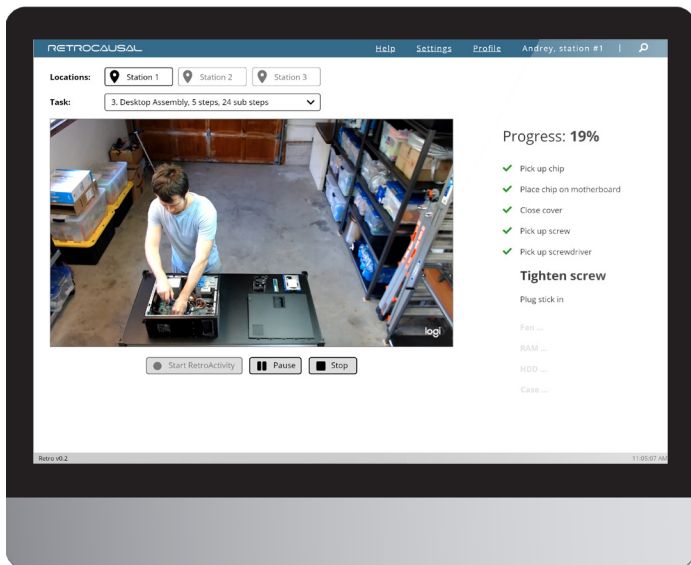 RETROCAUSAL
Help Settings Profile Andrey, station #1 |
Locations: Station 1 Station 2 Station 3
Task: 3. Desktop Assembly, 5 steps, 24 sub steps
Progress: 19%
Pick up chip
Place chip on motherboard
Close cover
Pick up screw
Pick up screwdriver
Tighten screw
Plug stick in
Fan ...
RAM ...
HDD ...
Case ...
logi
Start RetroActivity Pause Stop
Retro v0.2 11:05:07 AM